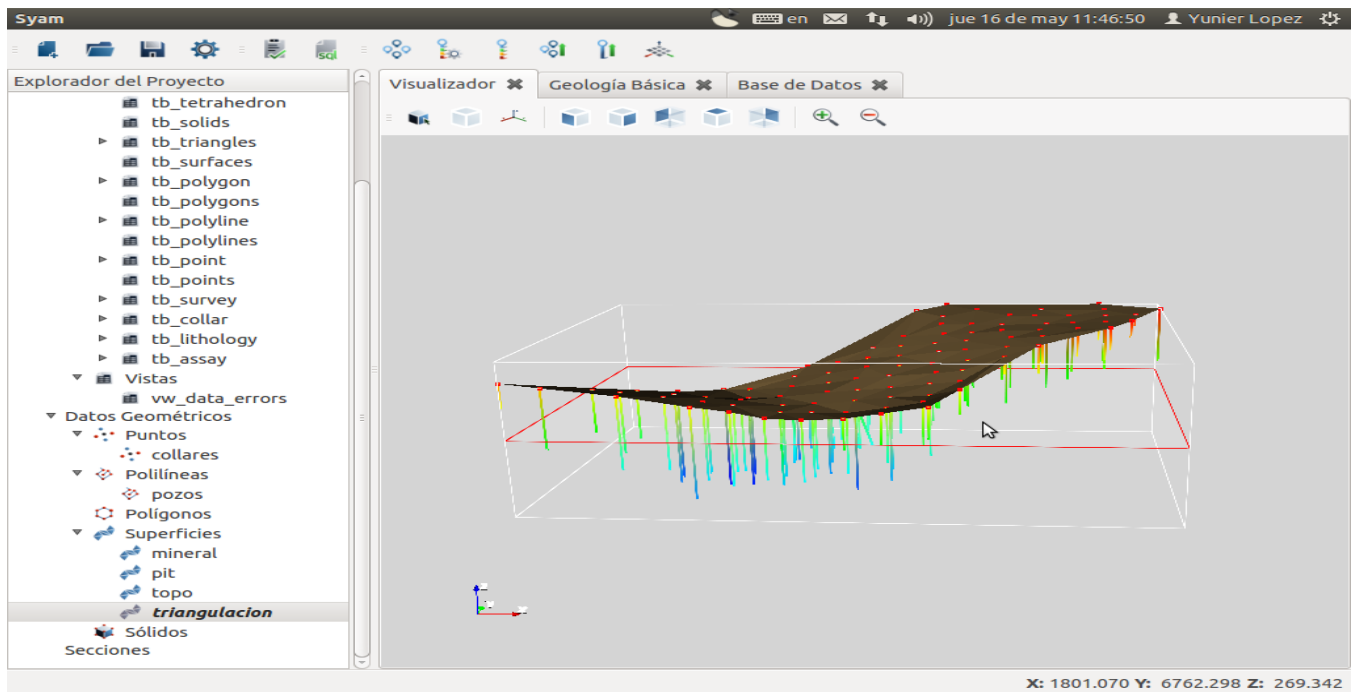 Syam
en
jue 16 de may 11:46:50
Yunier Lopez
sql
Explorador del Proyecto
tb_tetrahedron
tb_solids
tb_triangles
tb_surfaces
tb_polygon
tb_polygons
tb_polyline
tb_polylines
tb_point
tb_points
tb_survey
tb_collar
tb_lithology
tb_assay
Vistas
vw_data_errors
Datos Geométricos
Puntos
collares
Polilíneas
pozos
Polígonos
Superficies
mineral
pit
topo
triangulacion
Sólidos
Secciones
Visualizador
Geología Básica
Base de Datos
X: 1801.070 Y: 6762.298 Z: 269.342